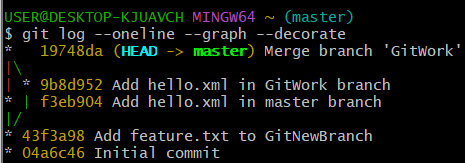 USER@DESKTOP-KJUAVCH MINGW64 ~ (master)
$ git log --oneline --graph --decorate
*   19748da (HEAD -> master) Merge branch 'GitWork'
|\
| * 9b8d952 Add hello.xml in GitWork branch
* | f3eb904 Add hello.xml in master branch
|/
* 43f3a98 Add feature.txt to GitNewBranch
* 04a6c46 Initial commit